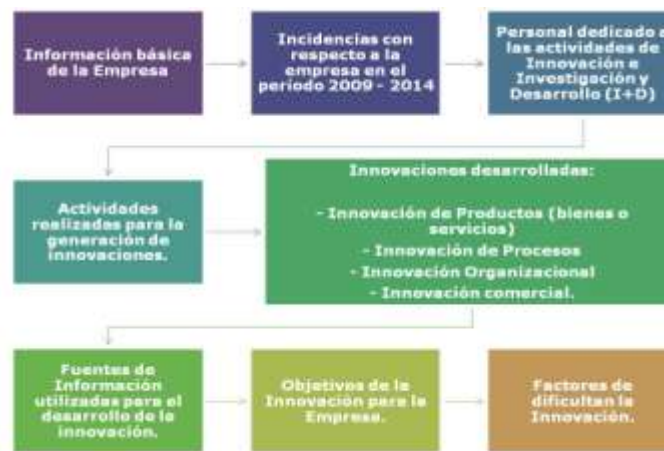 Información básica
de la Empresa
Incidencias con
respecto a la
empresa en el
período 2009 - 2014
Personal dedicado a
las actividades de
Innovación e
Investigación y
Desarrollo (I+D)
Actividades
realizadas para la
generación de
innovaciones.
Innovaciones desarrolladas:
- Innovación de Productos (bienes o
servicios)
- Innovación de Procesos
- Innovación Organizacional
- Innovación comercial.
Fuentes de
Información
utilizadas para el
desarrollo de la
innovación.
Objetivos de la
Innovación para la
Empresa.
Factores de
dificultan la
Innovación.